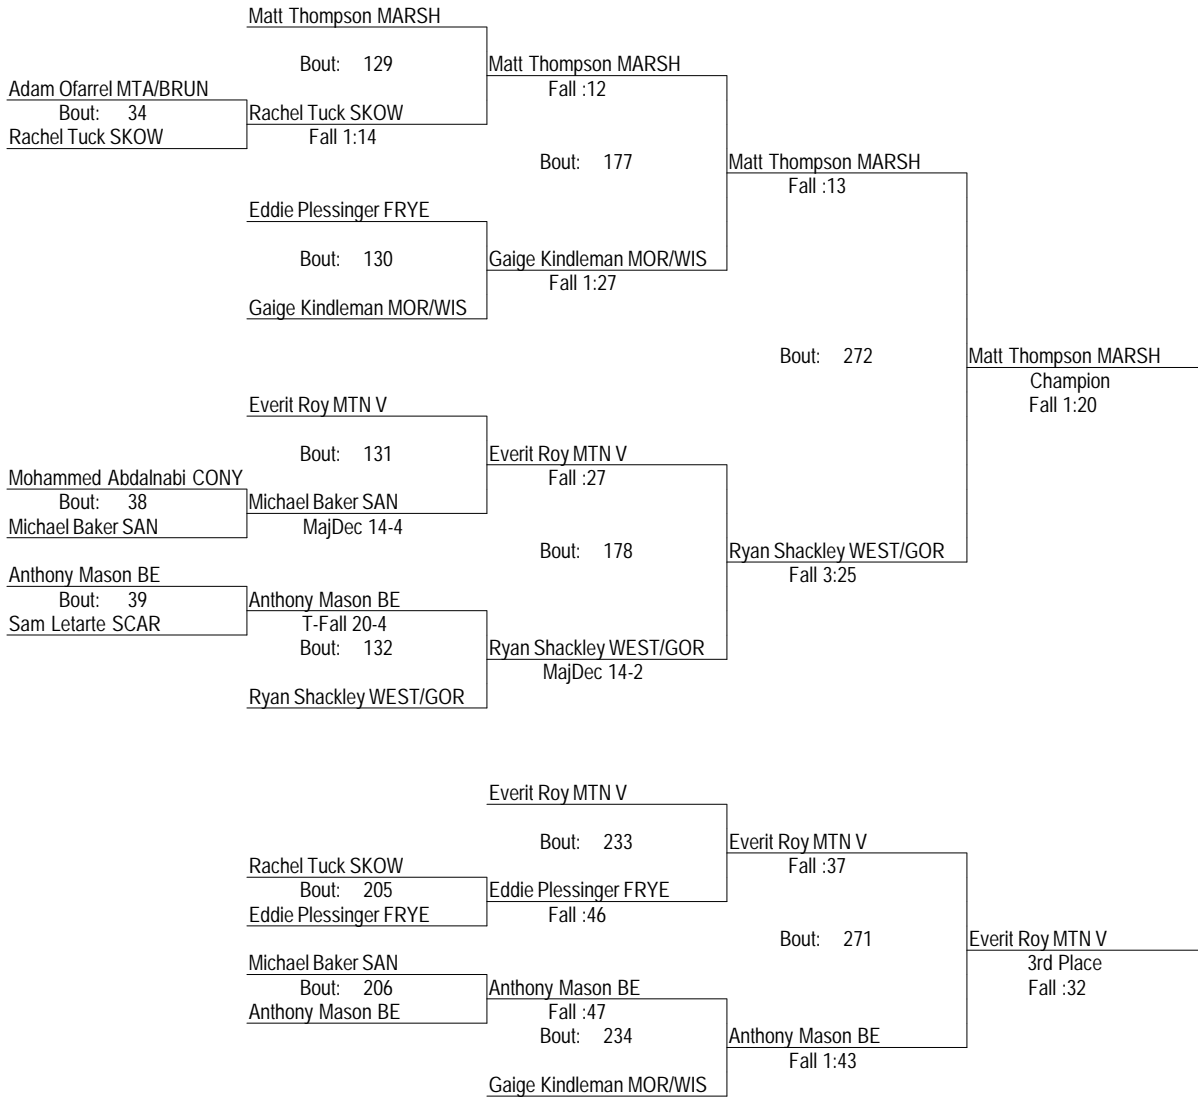 Matt Thompson MARSH
Bout: 129
Matt Thompson MARSH
Fall :12
Adam Ofarrel MTA/BRUN
Bout: 34
Rachel Tuck SKOW
Rachel Tuck SKOW
Fall 1:14
Bout: 177
Matt Thompson MARSH
Fall :13
Eddie Plessinger FRYE
Bout: 130
Gaige Kindleman MOR/WIS
Fall 1:27
Gaige Kindleman MOR/WIS
Bout: 272
Matt Thompson MARSH
Champion
Fall 1:20
Everit Roy MTN V
Bout: 131
Everit Roy MTN V
Fall :27
Mohammed Abdalnabi CONY
Bout: 38
Michael Baker SAN
Michael Baker SAN
MajDec 14-4
Bout: 178
Ryan Shackley WEST/GOR
Fall 3:25
Anthony Mason BE
Bout: 39
Sam Letarte SCAR
Anthony Mason BE
T-Fall 20-4
Bout: 132
Ryan Shackley WEST/GOR
MajDec 14-2
Ryan Shackley WEST/GOR
Everit Roy MTN V
Bout: 233
Everit Roy MTN V
Fall :37
Rachel Tuck SKOW
Bout: 205
Eddie Plessinger FRYE
Eddie Plessinger FRYE
Fall :46
Bout: 271
Everit Roy MTN V
3rd Place
Fall :32
Michael Baker SAN
Bout: 206
Anthony Mason BE
Anthony Mason BE
Fall :47
Bout: 234
Anthony Mason BE
Fall 1:43
Gaige Kindleman MOR/WIS